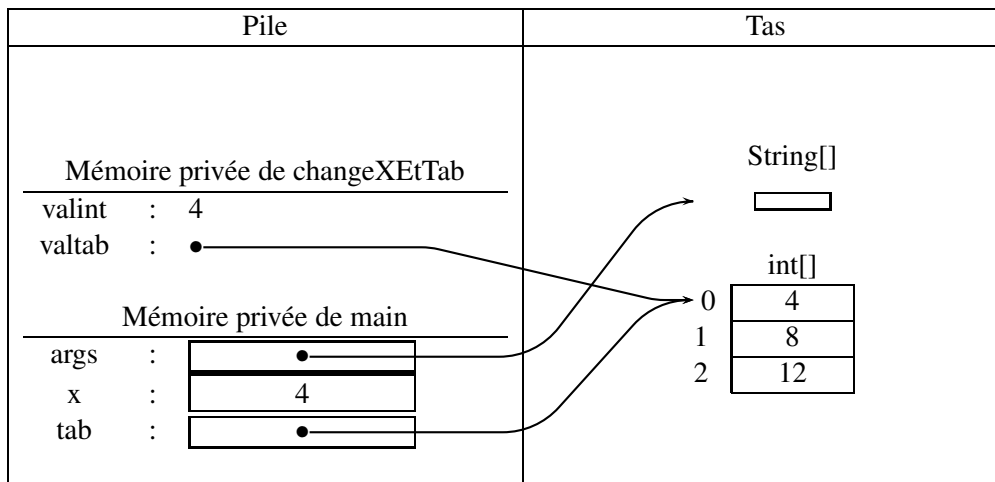 Pile
Tas
Mémoire privée de changeXEtTab
valint : 4
valtab :
Mémoire privée de main
args :
x : 4
tab :
String[]
int[]
0 4
1 8
2 12